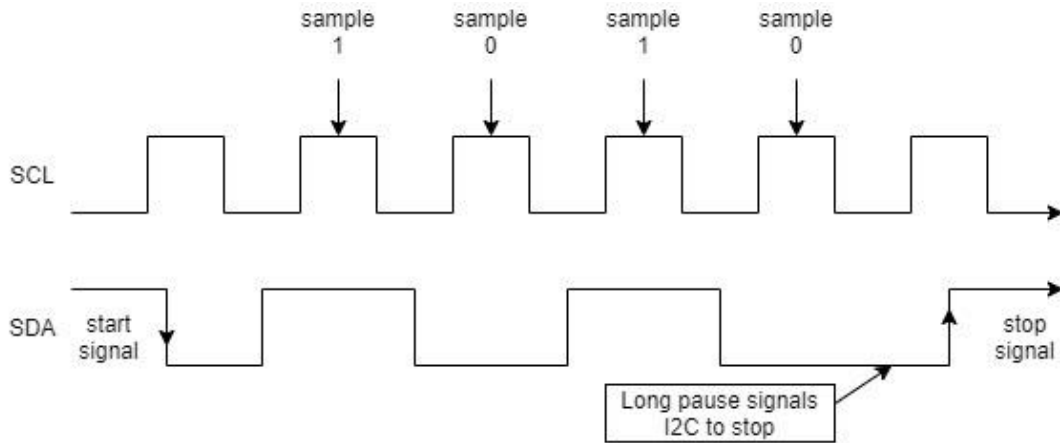 sample
1
sample
0
sample
1
sample
0
SCL
SDA
start
signal
stop
signal
Long pause signals
I2C to stop